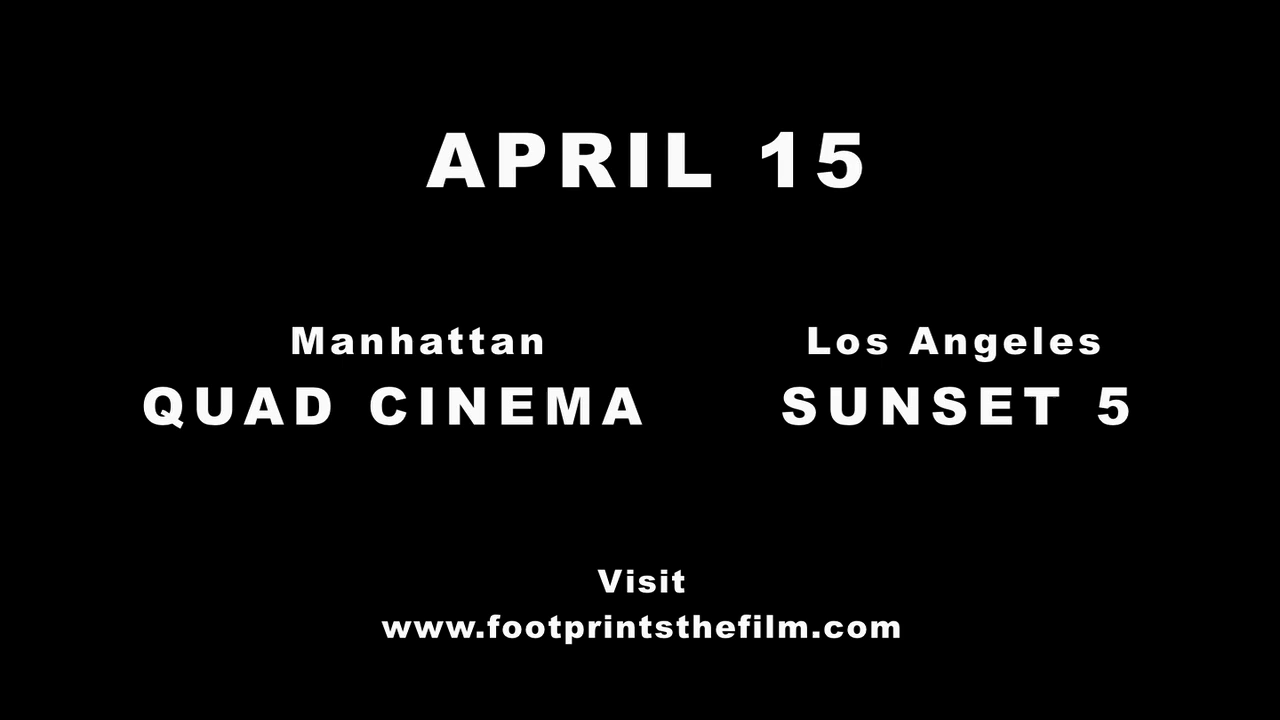 APRIL 15
Manhattan
QUAD CINEMA
Los Angeles
SUNSET 5
Visit
www.footprintsthefilm.com